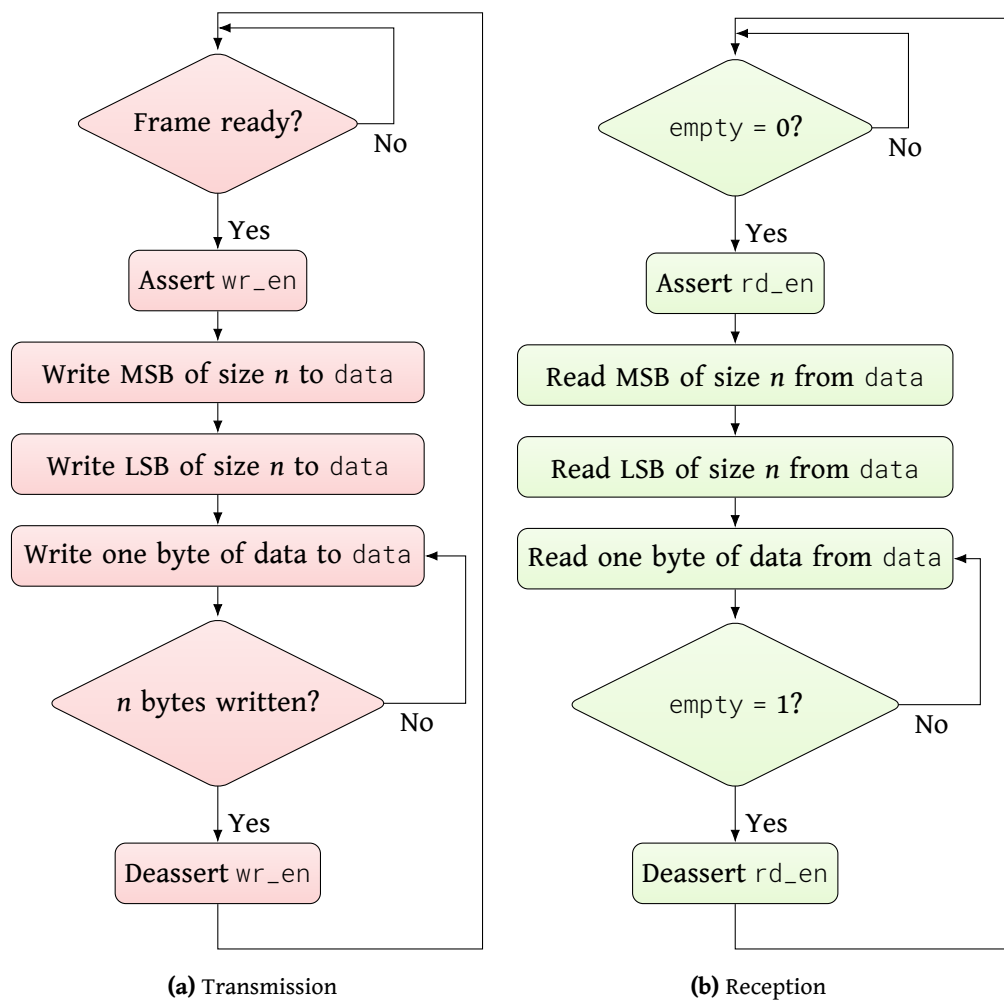 Frame ready?
No
Yes
Assert wr_en
Write MSB of size n to data
Write LSB of size n to data
Write one byte of data to data
n bytes written?
No
Yes
Deassert wr_en
(a) Transmission
empty = 0?
No
Yes
Assert rd_en
Read MSB of size n from data
Read LSB of size n from data
Read one byte of data from data
empty = 1?
No
Yes
Deassert rd_en
(b) Reception